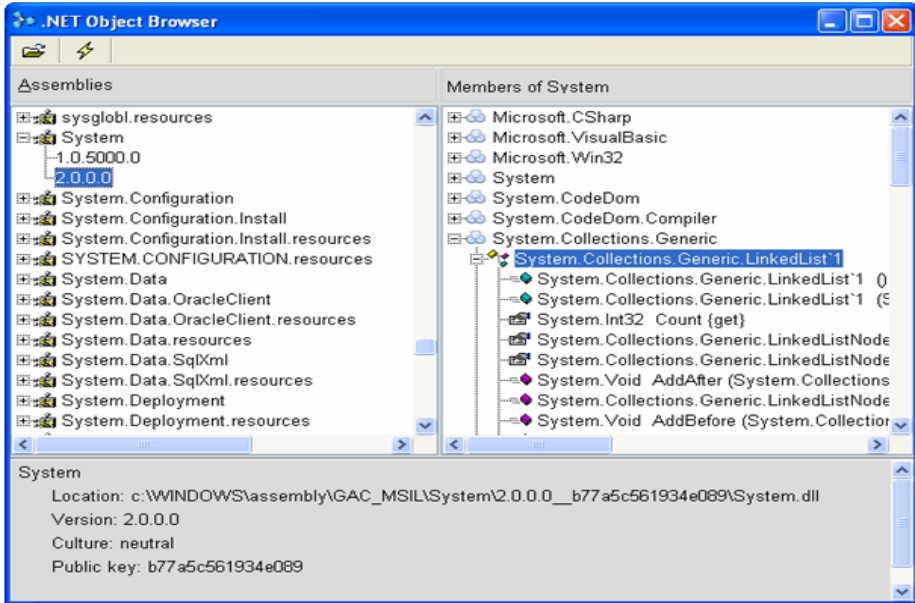 .NET Object Browser
Assemblies
sysglobl.resources
System
1.0.5000.0
2.0.0.0
System.Configuration
System.Configuration.Install
System.Configuration.Install.resources
SYSTEM.CONFIGURATION.resources
System.Data
System.Data.OracleClient
System.Data.OracleClient.resources
System.Data.resources
System.Data.SqlXml
System.Data.SqlXml.resources
System.Deployment
System.Deployment.resources
Members of System
Microsoft.CSharp
Microsoft.VisualBasic
Microsoft.Win32
System
System.CodeDom
System.CodeDom.Compiler
System.Collections.Generic
System.Collections.Generic.LinkedList`1
System.Collections.Generic.LinkedList`1 ()
System.Collections.Generic.LinkedList`1 (S
System.Int32 Count {get}
System.Collections.Generic.LinkedListNode
System.Collections.Generic.LinkedListNode
System.Void AddAfter (System.Collections
System.Collections.Generic.LinkedListNode
System.Void AddBefore (System.Collection
System
Location: c:\WINDOWS\assembly\GAC_MSIL\System\2.0.0.0__b77a5c561934e089\System.dll
Version: 2.0.0.0
Culture: neutral
Public key: b77a5c561934e089